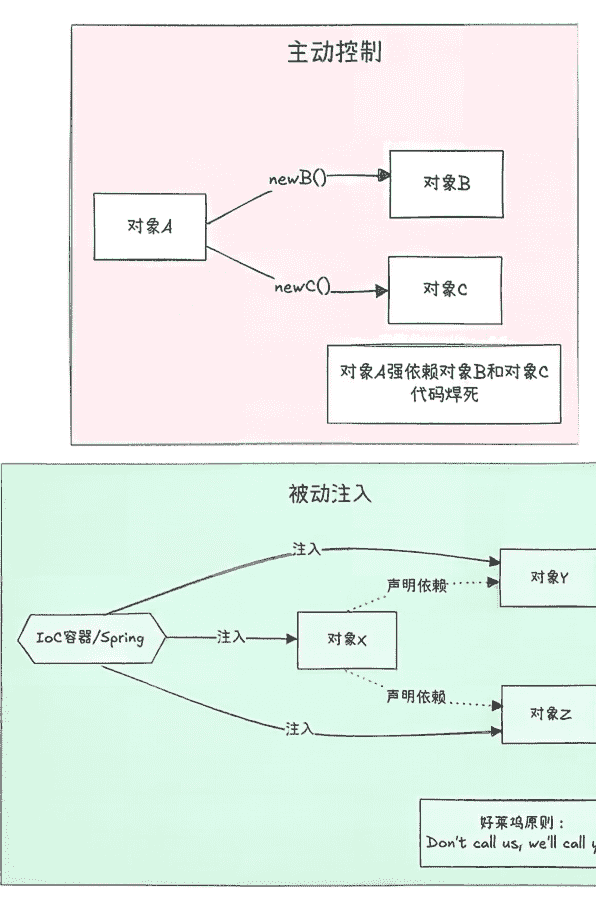 主动控制
newB()
对象B
对象A
newC()
对象C
对象A强依赖对象B和对象C
代码焊死
被动注入
注入
声明依赖
对象Y
IoC容器/Spring
注入
对象X
声明依赖
对象Z
注入
好莱坞原则：
Don't call us, we'll call